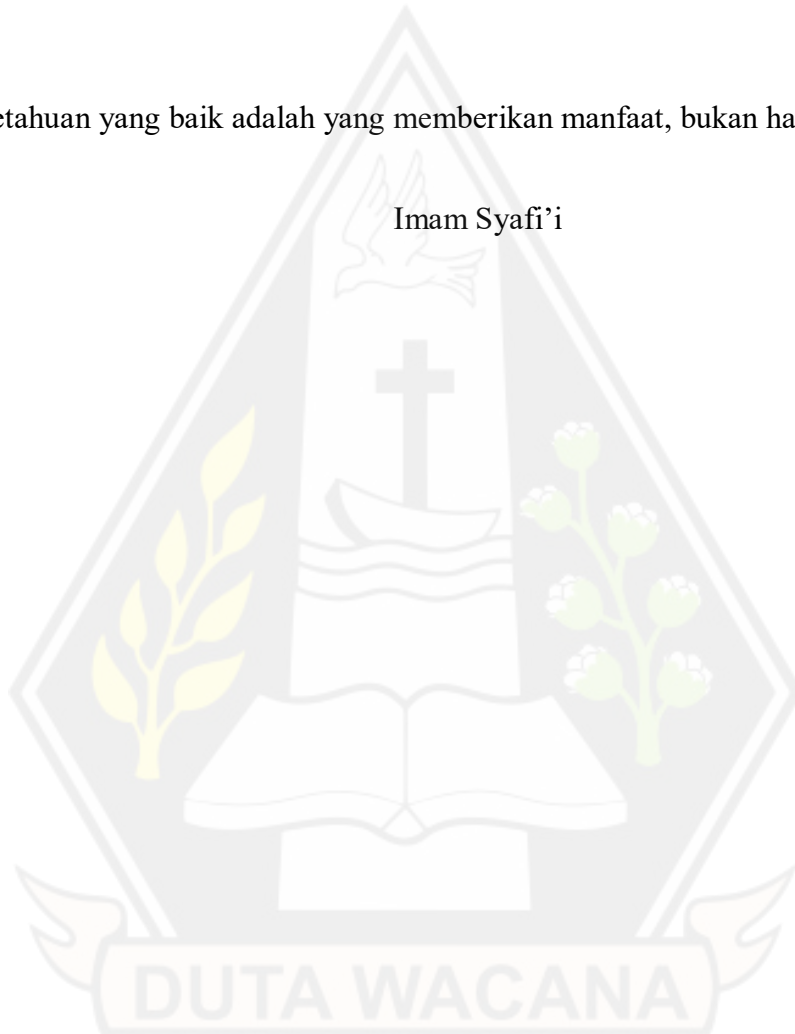 etahuan yang baik adalah yang memberikan manfaat, bukan ha
Imam Syafi’i
DUTA WACANA